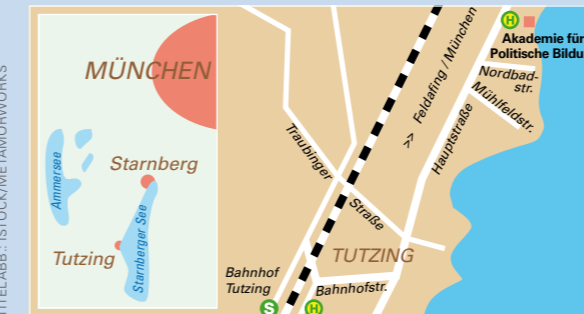 TITELABB.: ISTOCK/METAMORWORKS
MÜNCHEN
Ammersee
Starnberg
Starnberger See
Tutzing
H
Akademie für
Politische Bildu
Nordbad-
str.
Mühlfeldstr.
>> Feldafing / München
Hauptstraße
Traubinger
Straße
TUTZING
Bahnhof
Tutzing
Bahnhofstr.
S
H